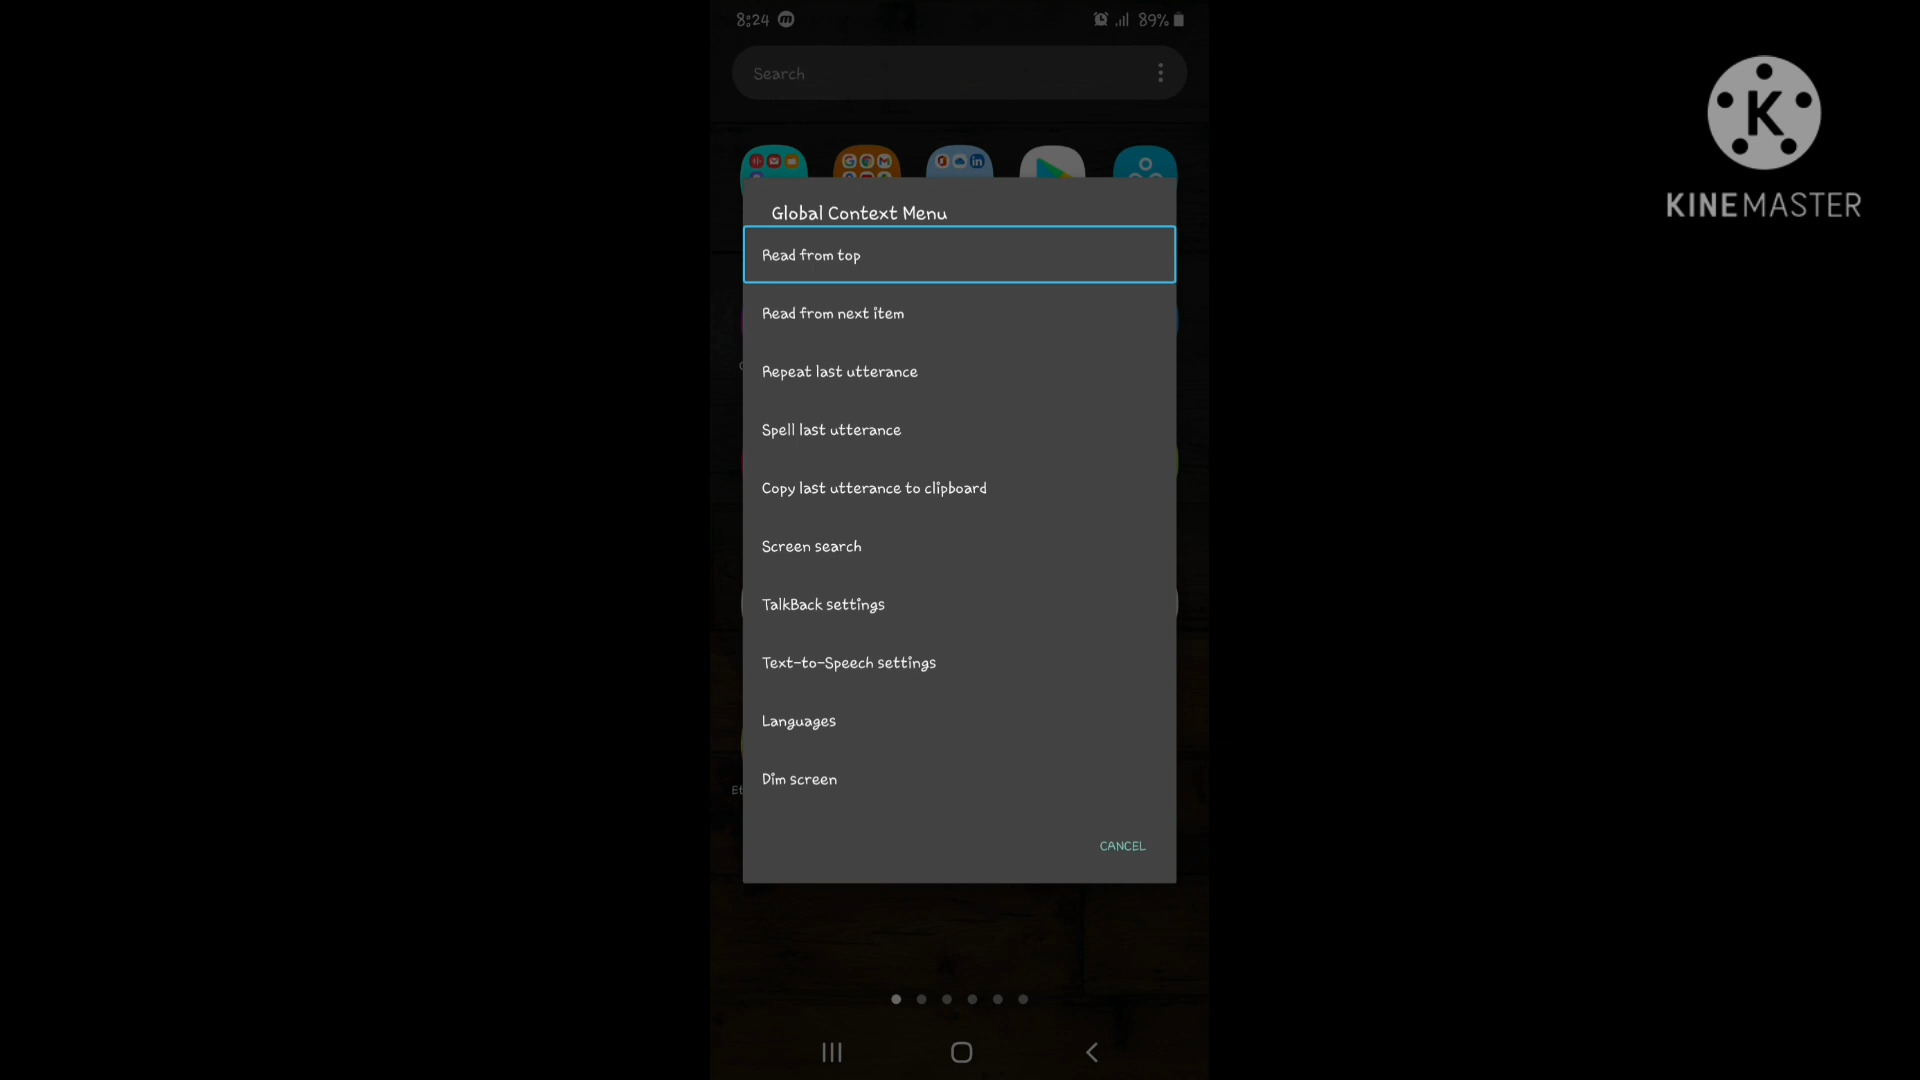 8:24
89%
Search
Global Context Menu
Read from top
Read from next item
Repeat last utterance
Spell last utterance
Copy last utterance to clipboard
Screen search
TalkBack settings
Text-to-Speech settings
Languages
Dim screen
CANCEL
K
KINEMASTER